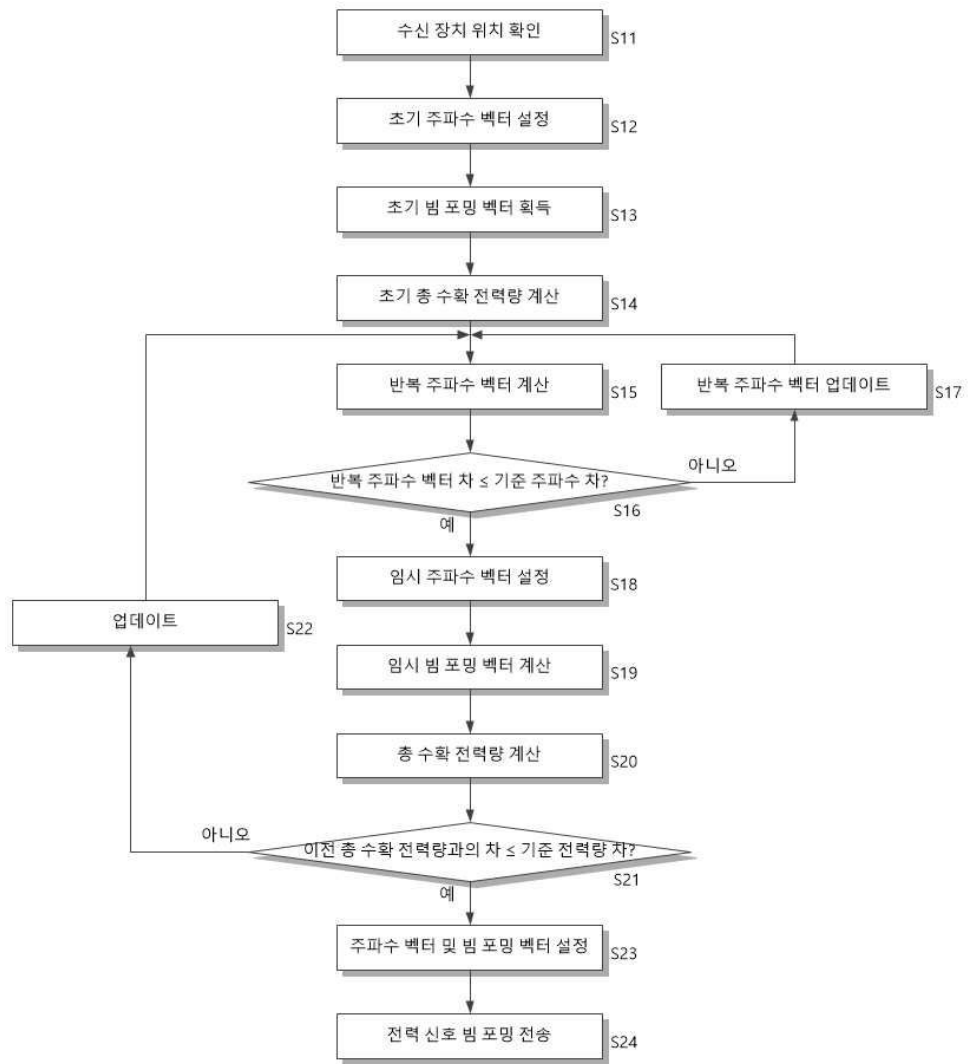 수신 장치 위치 확인
S11
초기 주파수 벡터 설정
S12
초기 빔 포밍 벡터 획득
S13
초기 총 수확 전력량 계산
S14
반복 주파수 벡터 계산
S15
반복 주파수 벡터 업데이트
S17
반복 주파수 벡터 차 ≤ 기준 주파수 차?
아니오
S16
예
임시 주파수 벡터 설정
S18
업데이트
S22
임시 빔 포밍 벡터 계산
S19
총 수확 전력량 계산
S20
아니오
이전 총 수확 전력량과의 차 ≤ 기준 전력량 차?
S21
예
주파수 벡터 및 빔 포밍 벡터 설정
S23
전력 신호 빔 포밍 전송
S24